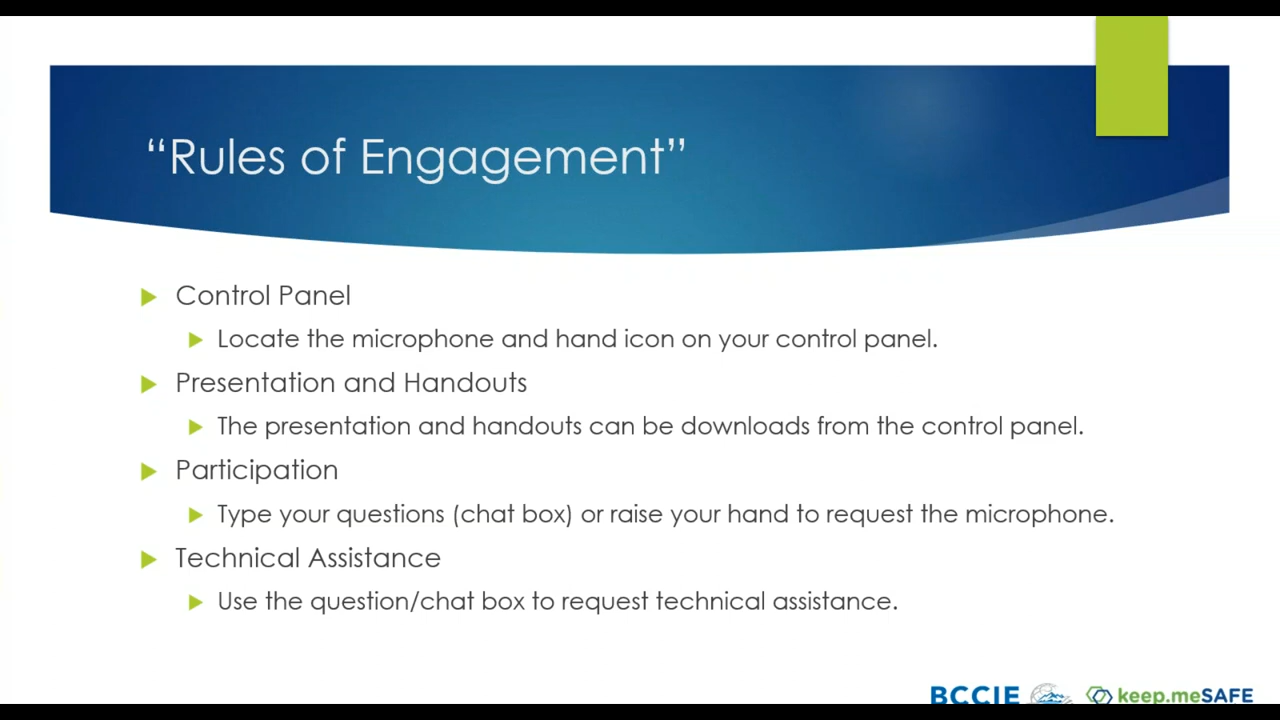 “Rules of Engagement”
Control Panel
Locate the microphone and hand icon on your control panel.
Presentation and Handouts
The presentation and handouts can be downloads from the control panel.
Participation
Type your questions (chat box) or raise your hand to request the microphone.
Technical Assistance
Use the question/chat box to request technical assistance.
BCCIE keep.meSAFE